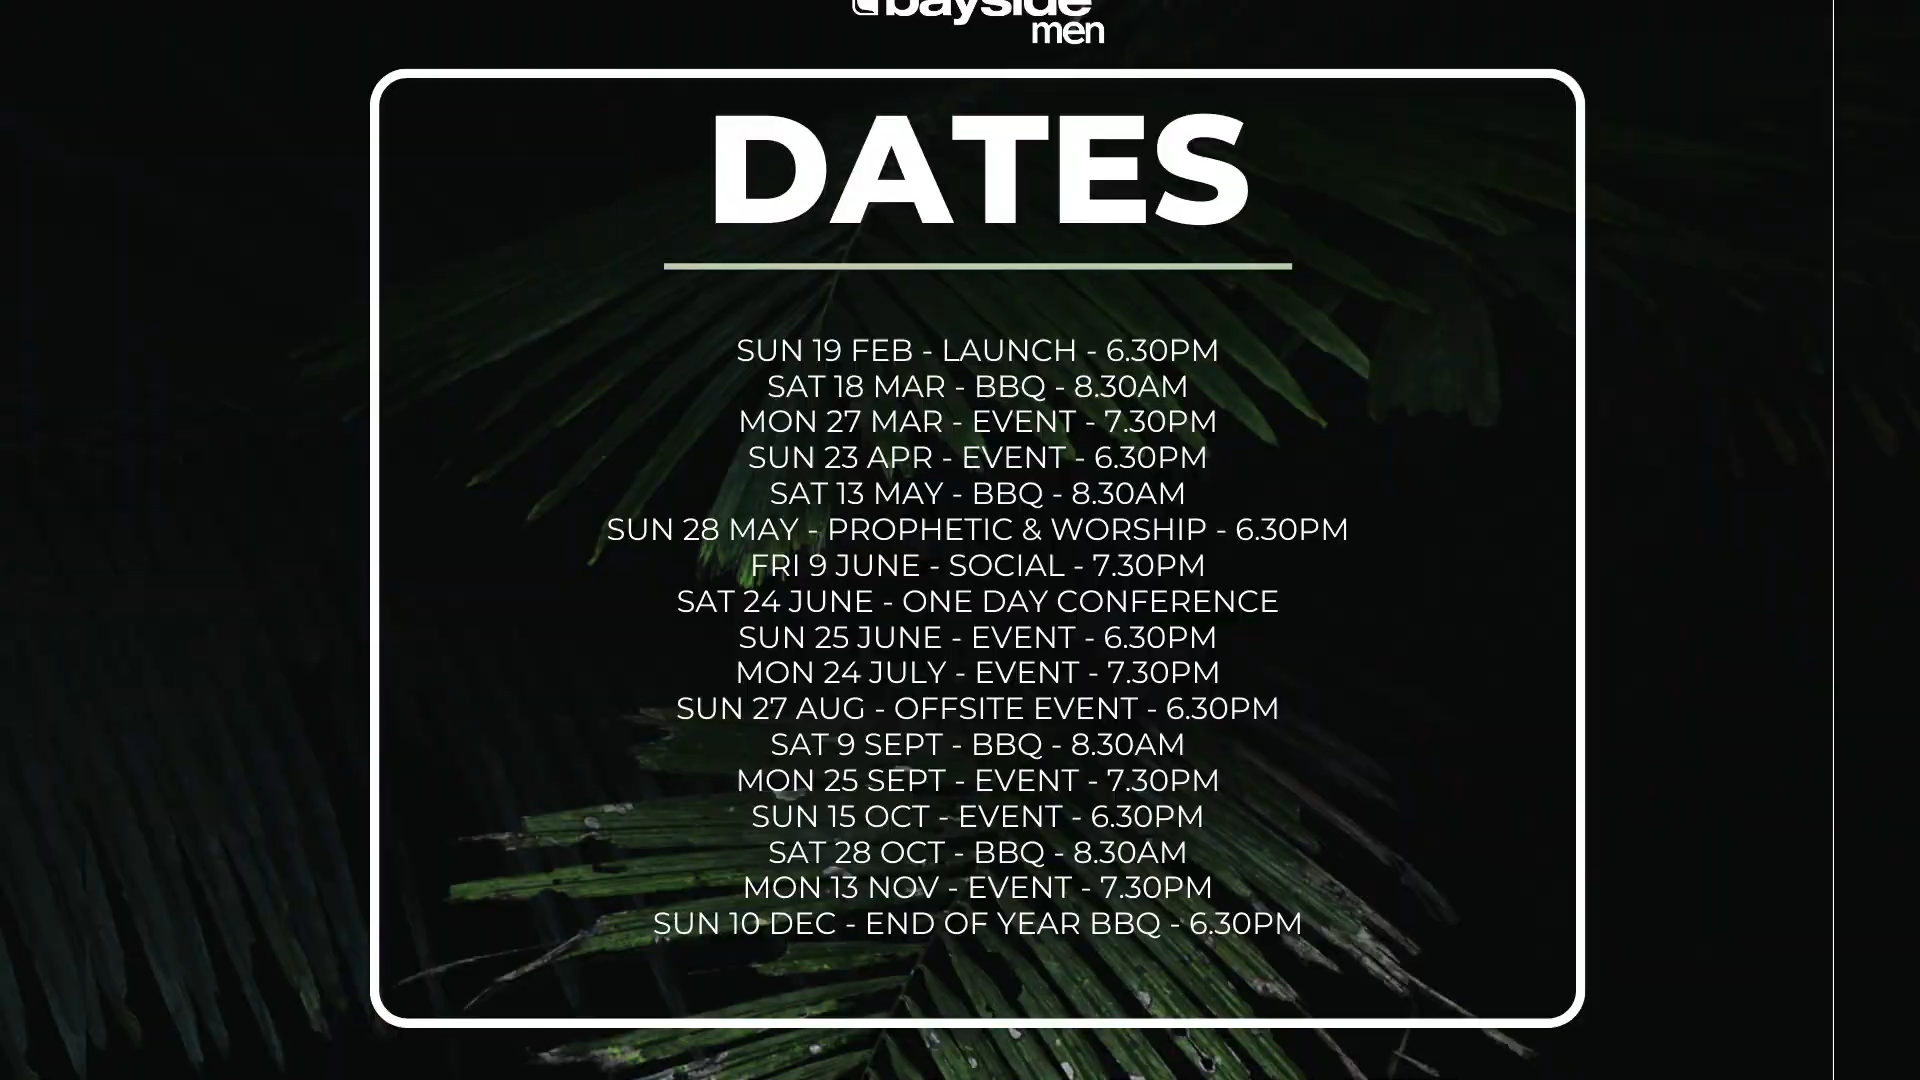 bayside
men
DATES
SUN 19 FEB - LAUNCH - 6.30PM
SAT 18 MAR - BBQ - 8.30AM
MON 27 MAR - EVENT - 7.30PM
SUN 23 APR - EVENT - 6.30PM
SAT 13 MAY - BBQ - 8.30AM
SUN 28 MAY - PROPHETIC & WORSHIP - 6.30PM
FRI 9 JUNE - SOCIAL - 7.30PM
SAT 24 JUNE - ONE DAY CONFERENCE
SUN 25 JUNE - EVENT - 6.30PM
MON 24 JULY - EVENT - 7.30PM
SUN 27 AUG - OFFSITE EVENT - 6.30PM
SAT 9 SEPT - BBQ - 8.30AM
MON 25 SEPT - EVENT - 7.30PM
SUN 15 OCT - EVENT - 6.30PM
SAT 28 OCT - BBQ - 8.30AM
MON 13 NOV - EVENT - 7.30PM
SUN 10 DEC - END OF YEAR BBQ - 6.30PM